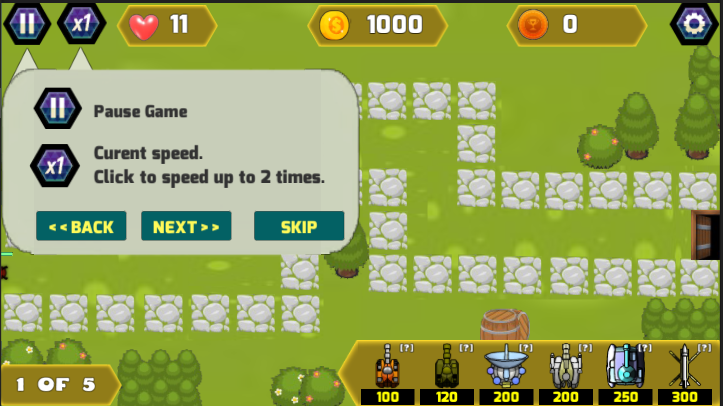 x1 11 1000 0
Pause Game
x1 Curent speed.
Click to speed up to 2 times.
<<BACK NEXT>> SKIP
[?] [?] [?] [?] [?] [?]
1 OF 5
100 120 200 200 250 300